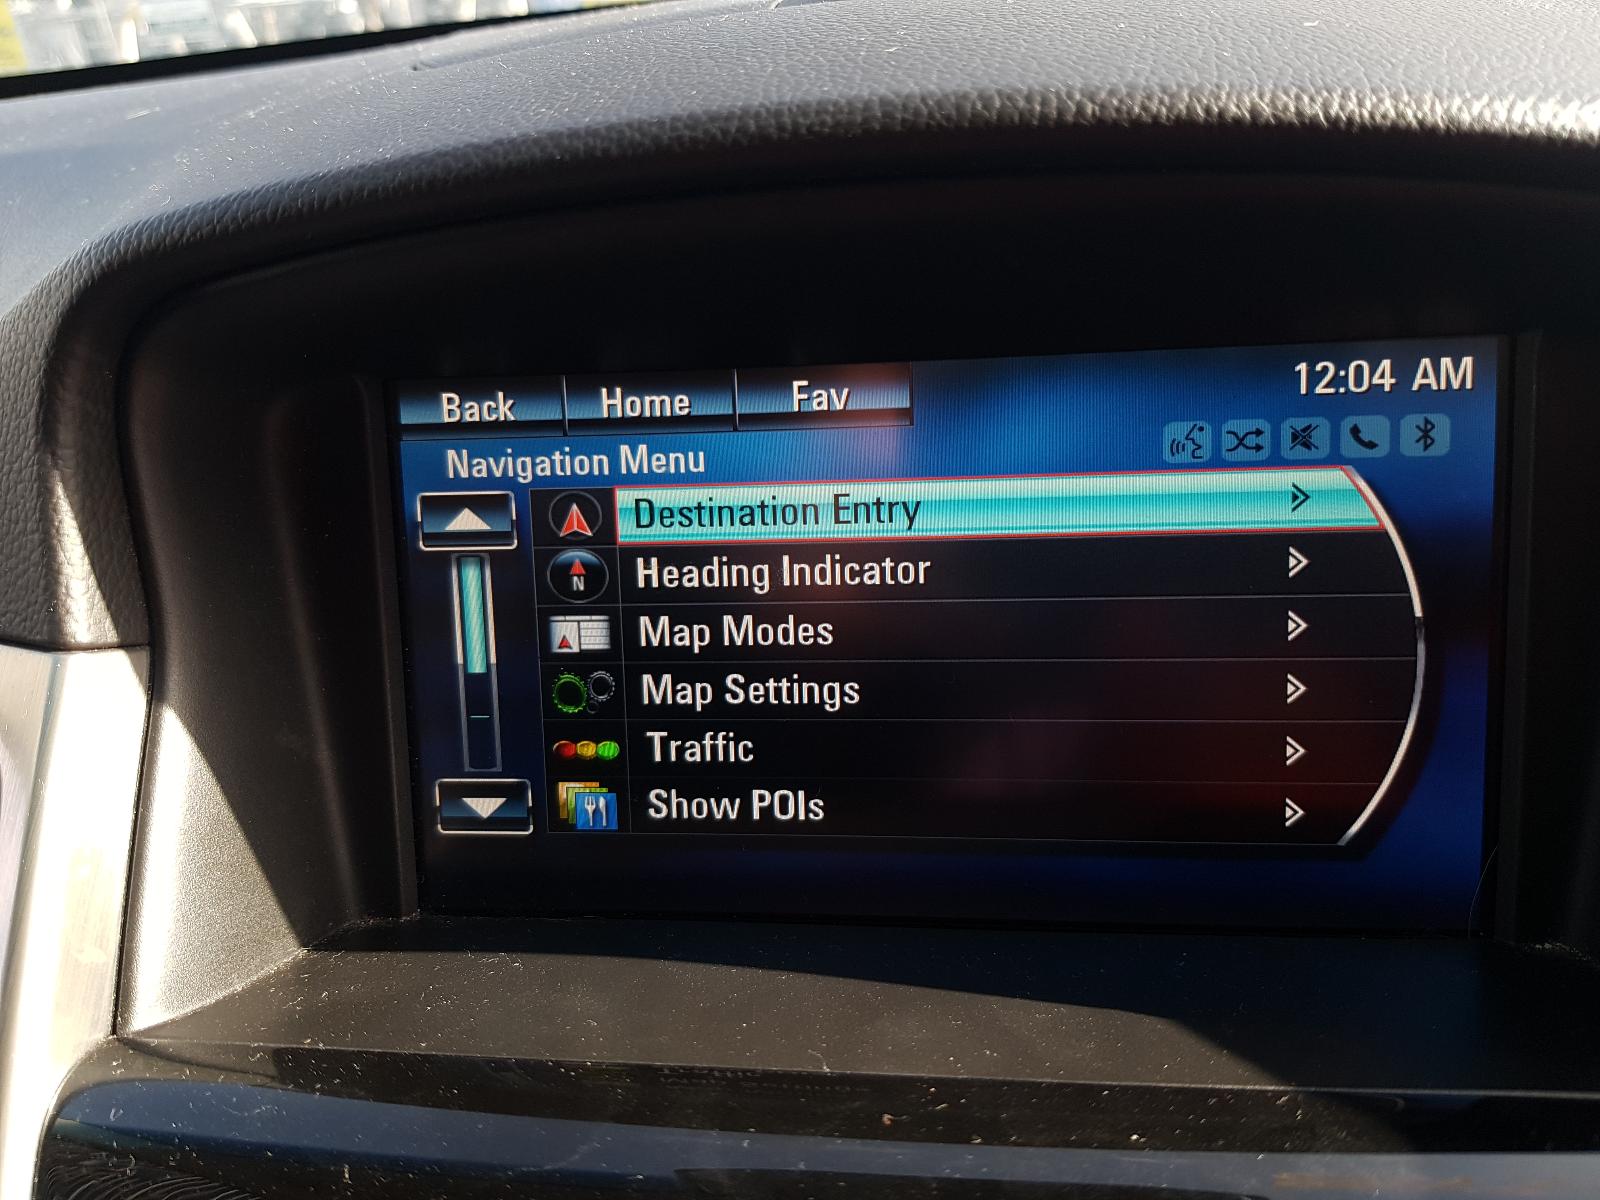 Back Home Fav 12:04 AM
Navigation Menu
Destination Entry
N Heading Indicator
Map Modes
Map Settings
Traffic
Show POIs